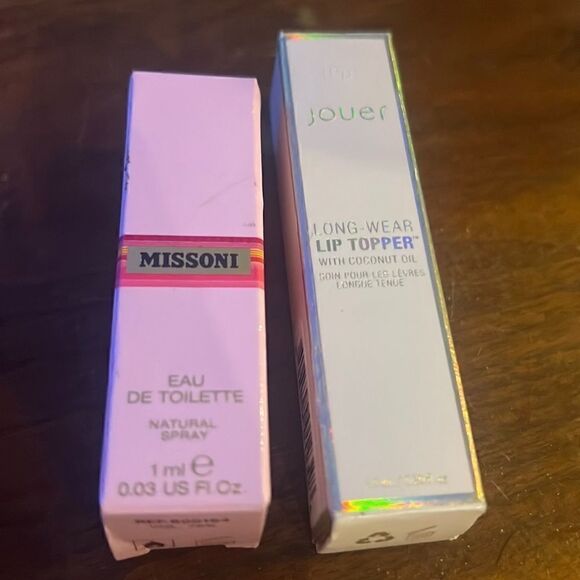 MISSONI
EAU
DE TOILETTE
NATURAL
SPRAY
1 ml e
0.03 US Fl.Oz
jouer
LONG-WEAR
LIP TOPPER™
WITH COCONUT OIL
SOIN POUR LES LÈVRES
LONGUE TENUE